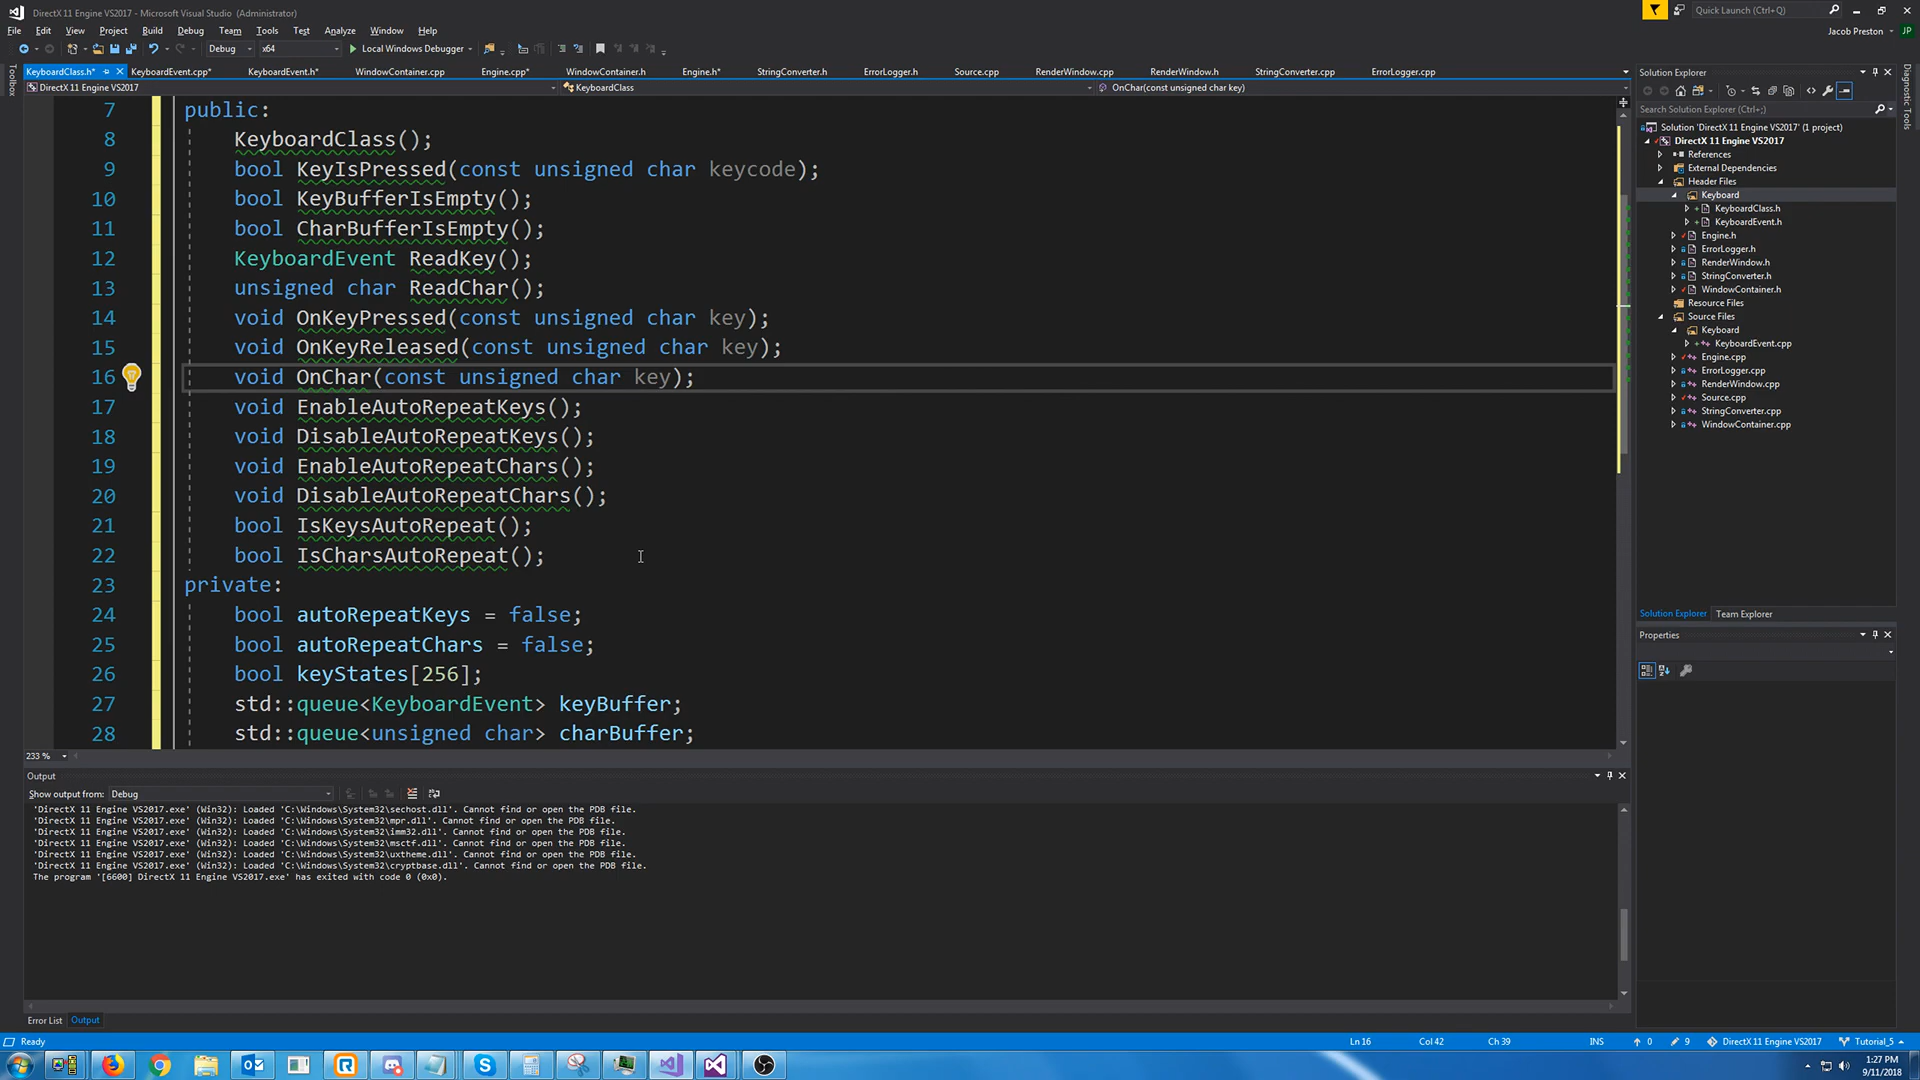 DirectX 11 Engine VS2017 - Microsoft Visual Studio (Administrator)
Quick Launch (Ctrl+Q)
File Edit View Project Build Debug Team Tools Test Analyze Window Help
Jacob Preston JP
Debug x64 Local Windows Debugger
KeyboardClass.h* KeyboardEvent.cpp* KeyboardEvent.h* WindowContainer.cpp Engine.cpp* WindowContainer.h Engine.h* StringConverter.h ErrorLogger.h Source.cpp RenderWindow.cpp RenderWindow.h StringConverter.cpp ErrorLogger.cpp
DirectX 11 Engine VS2017 KeyboardClass OnChar(const unsigned char key)
Toolbox
7 public:
8 KeyboardClass();
9 bool KeyIsPressed(const unsigned char keycode);
10 bool KeyBufferIsEmpty();
11 bool CharBufferIsEmpty();
12 KeyboardEvent ReadKey();
13 unsigned char ReadChar();
14 void OnKeyPressed(const unsigned char key);
15 void OnKeyReleased(const unsigned char key);
16 void OnChar(const unsigned char key);
17 void EnableAutoRepeatKeys();
18 void DisableAutoRepeatKeys();
19 void EnableAutoRepeatChars();
20 void DisableAutoRepeatChars();
21 bool IsKeysAutoRepeat();
22 bool IsCharsAutoRepeat();
23 private:
24 bool autoRepeatKeys = false;
25 bool autoRepeatChars = false;
26 bool keyStates[256];
27 std::queue<KeyboardEvent> keyBuffer;
28 std::queue<unsigned char> charBuffer;
233 %
Solution Explorer
Search Solution Explorer (Ctrl+;)
Solution 'DirectX 11 Engine VS2017' (1 project)
DirectX 11 Engine VS2017
References
External Dependencies
Header Files
Keyboard
KeyboardClass.h
KeyboardEvent.h
Engine.h
ErrorLogger.h
RenderWindow.h
StringConverter.h
WindowContainer.h
Resource Files
Source Files
Keyboard
KeyboardEvent.cpp
Engine.cpp
ErrorLogger.cpp
RenderWindow.cpp
Source.cpp
StringConverter.cpp
WindowContainer.cpp
Solution Explorer Team Explorer
Properties
Diagnostic Tools
Output
Show output from: Debug
'DirectX 11 Engine VS2017.exe' (Win32): Loaded 'C:\Windows\System32\sechost.dll'. Cannot find or open the PDB file.
'DirectX 11 Engine VS2017.exe' (Win32): Loaded 'C:\Windows\System32\mpr.dll'. Cannot find or open the PDB file.
'DirectX 11 Engine VS2017.exe' (Win32): Loaded 'C:\Windows\System32\imm32.dll'. Cannot find or open the PDB file.
'DirectX 11 Engine VS2017.exe' (Win32): Loaded 'C:\Windows\System32\msctf.dll'. Cannot find or open the PDB file.
'DirectX 11 Engine VS2017.exe' (Win32): Loaded 'C:\Windows\System32\uxtheme.dll'. Cannot find or open the PDB file.
'DirectX 11 Engine VS2017.exe' (Win32): Loaded 'C:\Windows\System32\cryptbase.dll'. Cannot find or open the PDB file.
The program '[6600] DirectX 11 Engine VS2017.exe' has exited with code 0 (0x0).
Error List Output
Ready Ln 16 Col 42 Ch 39 INS 0 9 DirectX 11 Engine VS2017 Tutorial_5
1:27 PM
9/11/2018